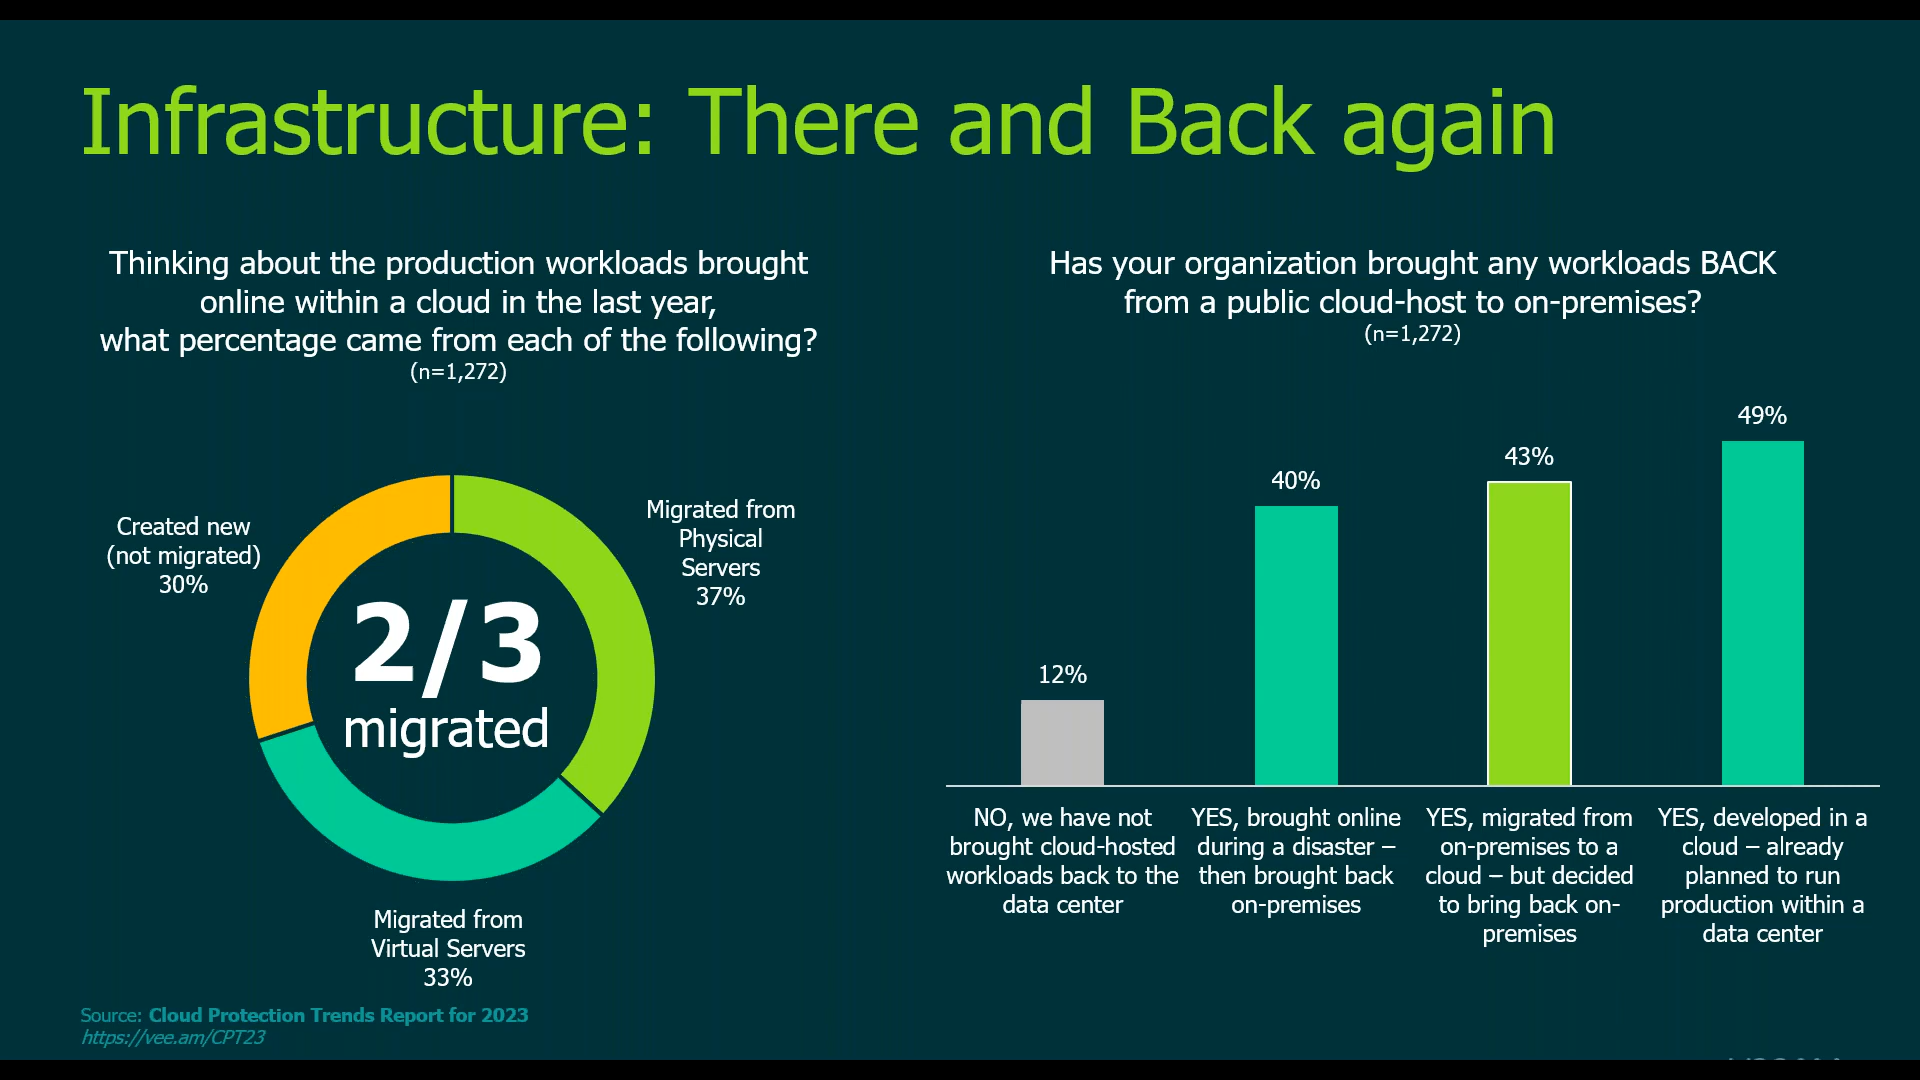 Infrastructure: There and Back again
Thinking about the production workloads brought
online within a cloud in the last year,
what percentage came from each of the following?
(n=1,272)
Created new
(not migrated)
30%
Migrated from
Physical
Servers
37%
2/3
migrated
Migrated from
Virtual Servers
33%
Has your organization brought any workloads BACK
from a public cloud-host to on-premises?
(n=1,272)
12%
40%
43%
49%
NO, we have not
brought cloud-hosted
workloads back to the
data center
YES, brought online
during a disaster –
then brought back
on-premises
YES, migrated from
on-premises to a
cloud – but decided
to bring back on-
premises
YES, developed in a
cloud – already
planned to run
production within a
data center
Source: Cloud Protection Trends Report for 2023
https://vee.am/CPT23